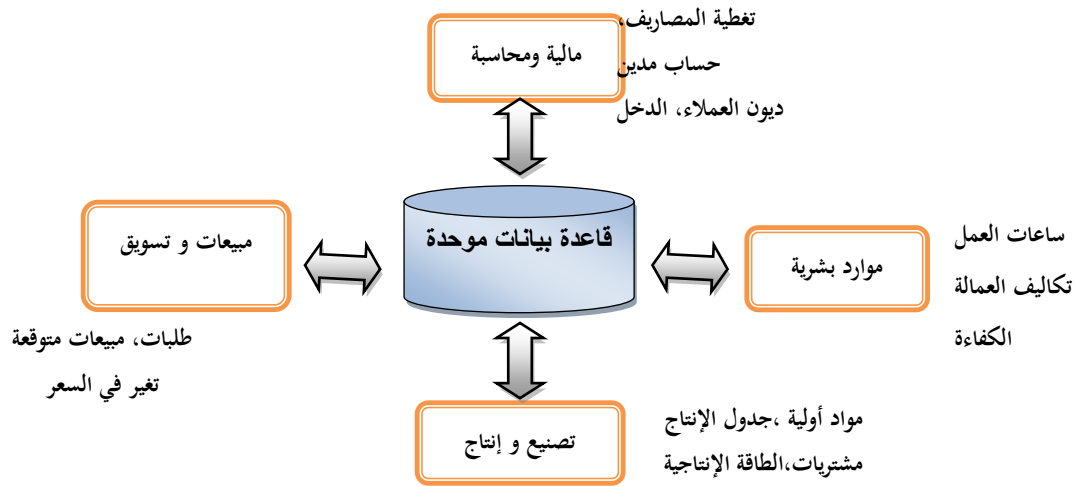 تغطية المصاريف،
حساب مدين
ديون العملاء، الدخل
مالية ومحاسبة
قاعدة بيانات موحدة
ساعات العمل
تكاليف العمالة
الكفاءة
موارد بشرية
مبيعات و تسويق
طلبات، مبيعات متوقعة
تغير في السعر
مواد أولية ،جدول الإنتاج
مشتريات،الطاقة الإنتاجية
تصنيع و إنتاج